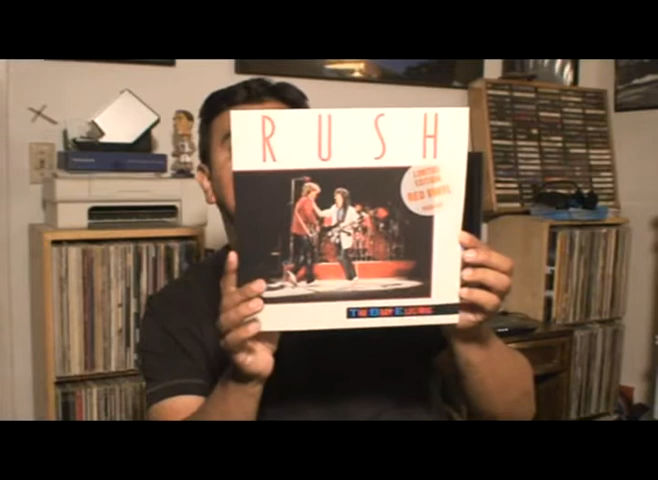 RUSH
LIMITED
EDITION
RED VINYL
THE BODY ELECTRIC